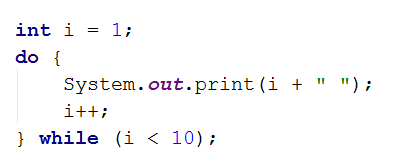 int i = 1;
do {
    System.out.print(i + " ");
    i++;
} while (i < 10);